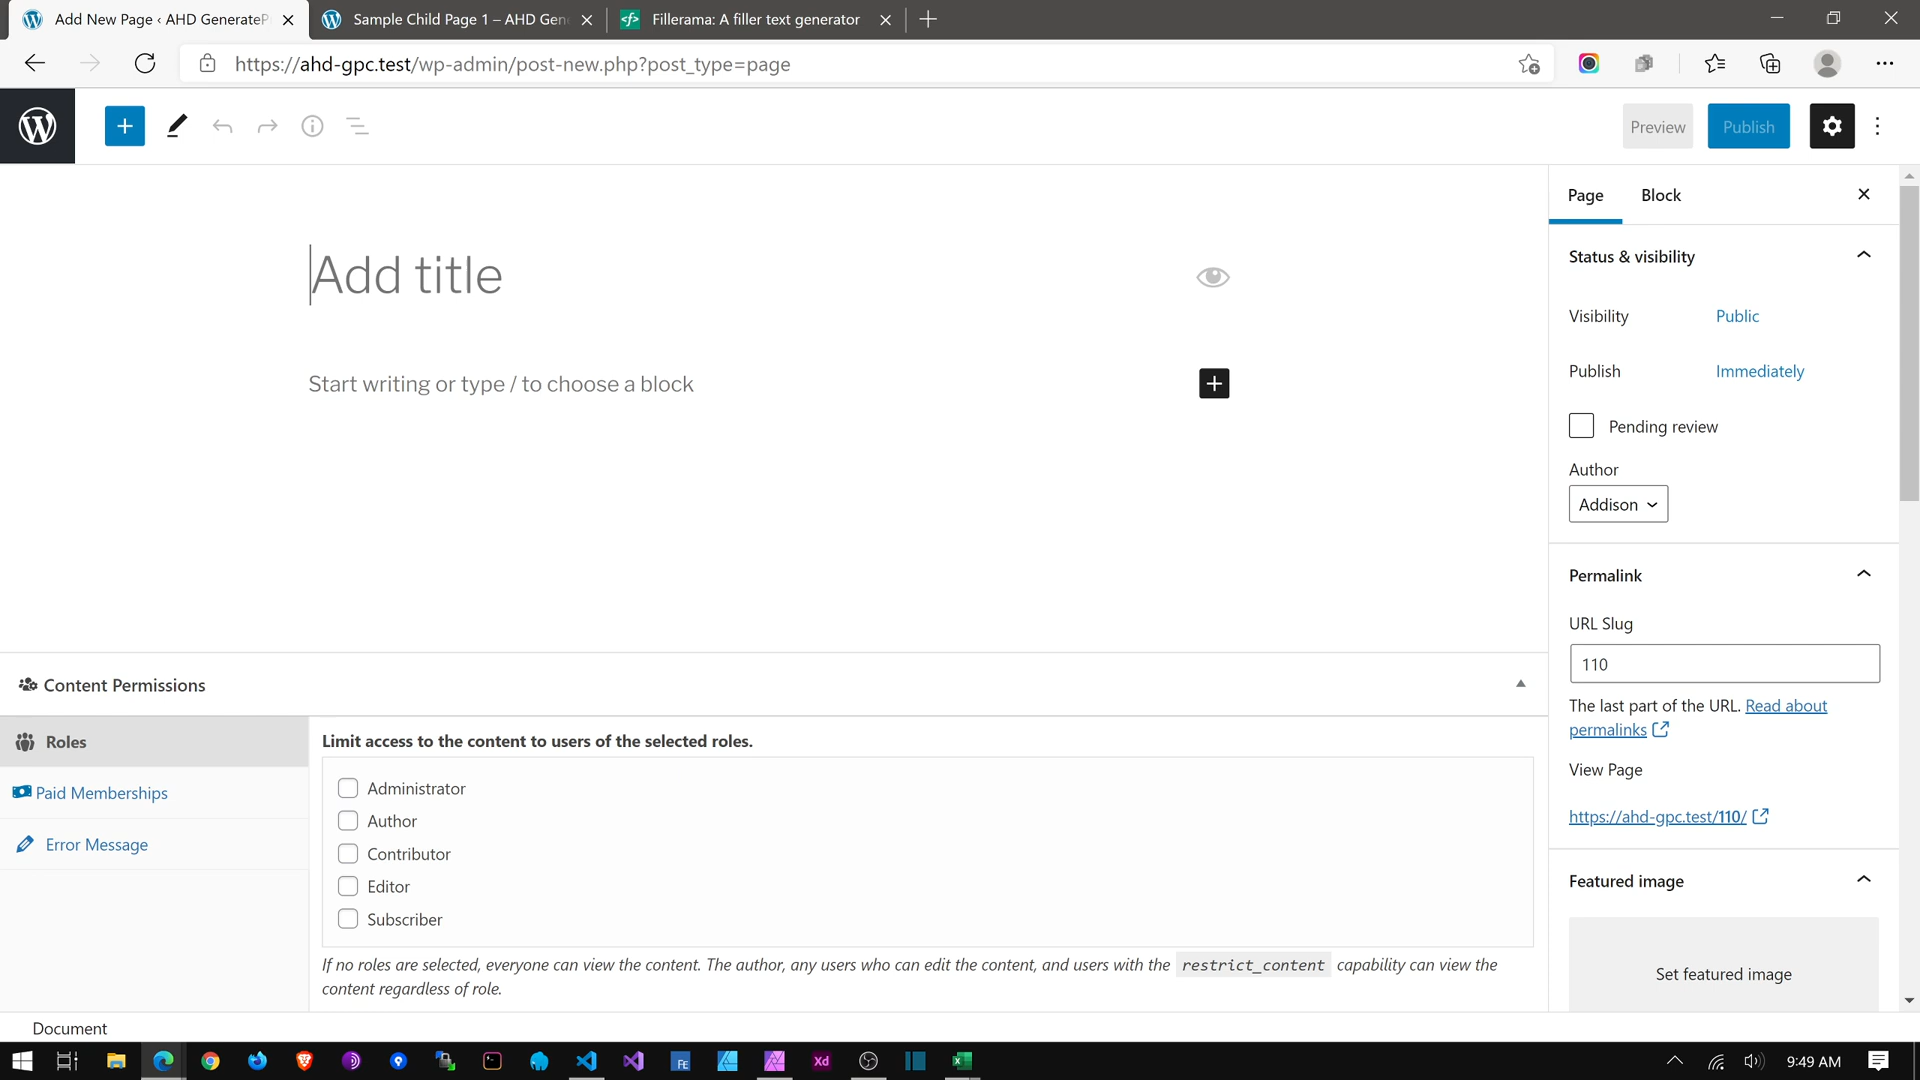 Add New Page ‹ AHD GenerateP
Sample Child Page 1 – AHD Gen
Fillerama: A filler text generator
https://ahd-gpc.test/wp-admin/post-new.php?post_type=page
Preview
Publish
Page
Block
Add title
Start writing or type / to choose a block
Status & visibility
Visibility
Public
Publish
Immediately
Pending review
Author
Addison
Permalink
URL Slug
110
The last part of the URL. Read about
permalinks
View Page
https://ahd-gpc.test/110/
Featured image
Set featured image
Content Permissions
Roles
Paid Memberships
Error Message
Limit access to the content to users of the selected roles.
Administrator
Author
Contributor
Editor
Subscriber
If no roles are selected, everyone can view the content. The author, any users who can edit the content, and users with the restrict_content capability can view the
content regardless of role.
Document
FE
Xd
9:49 AM